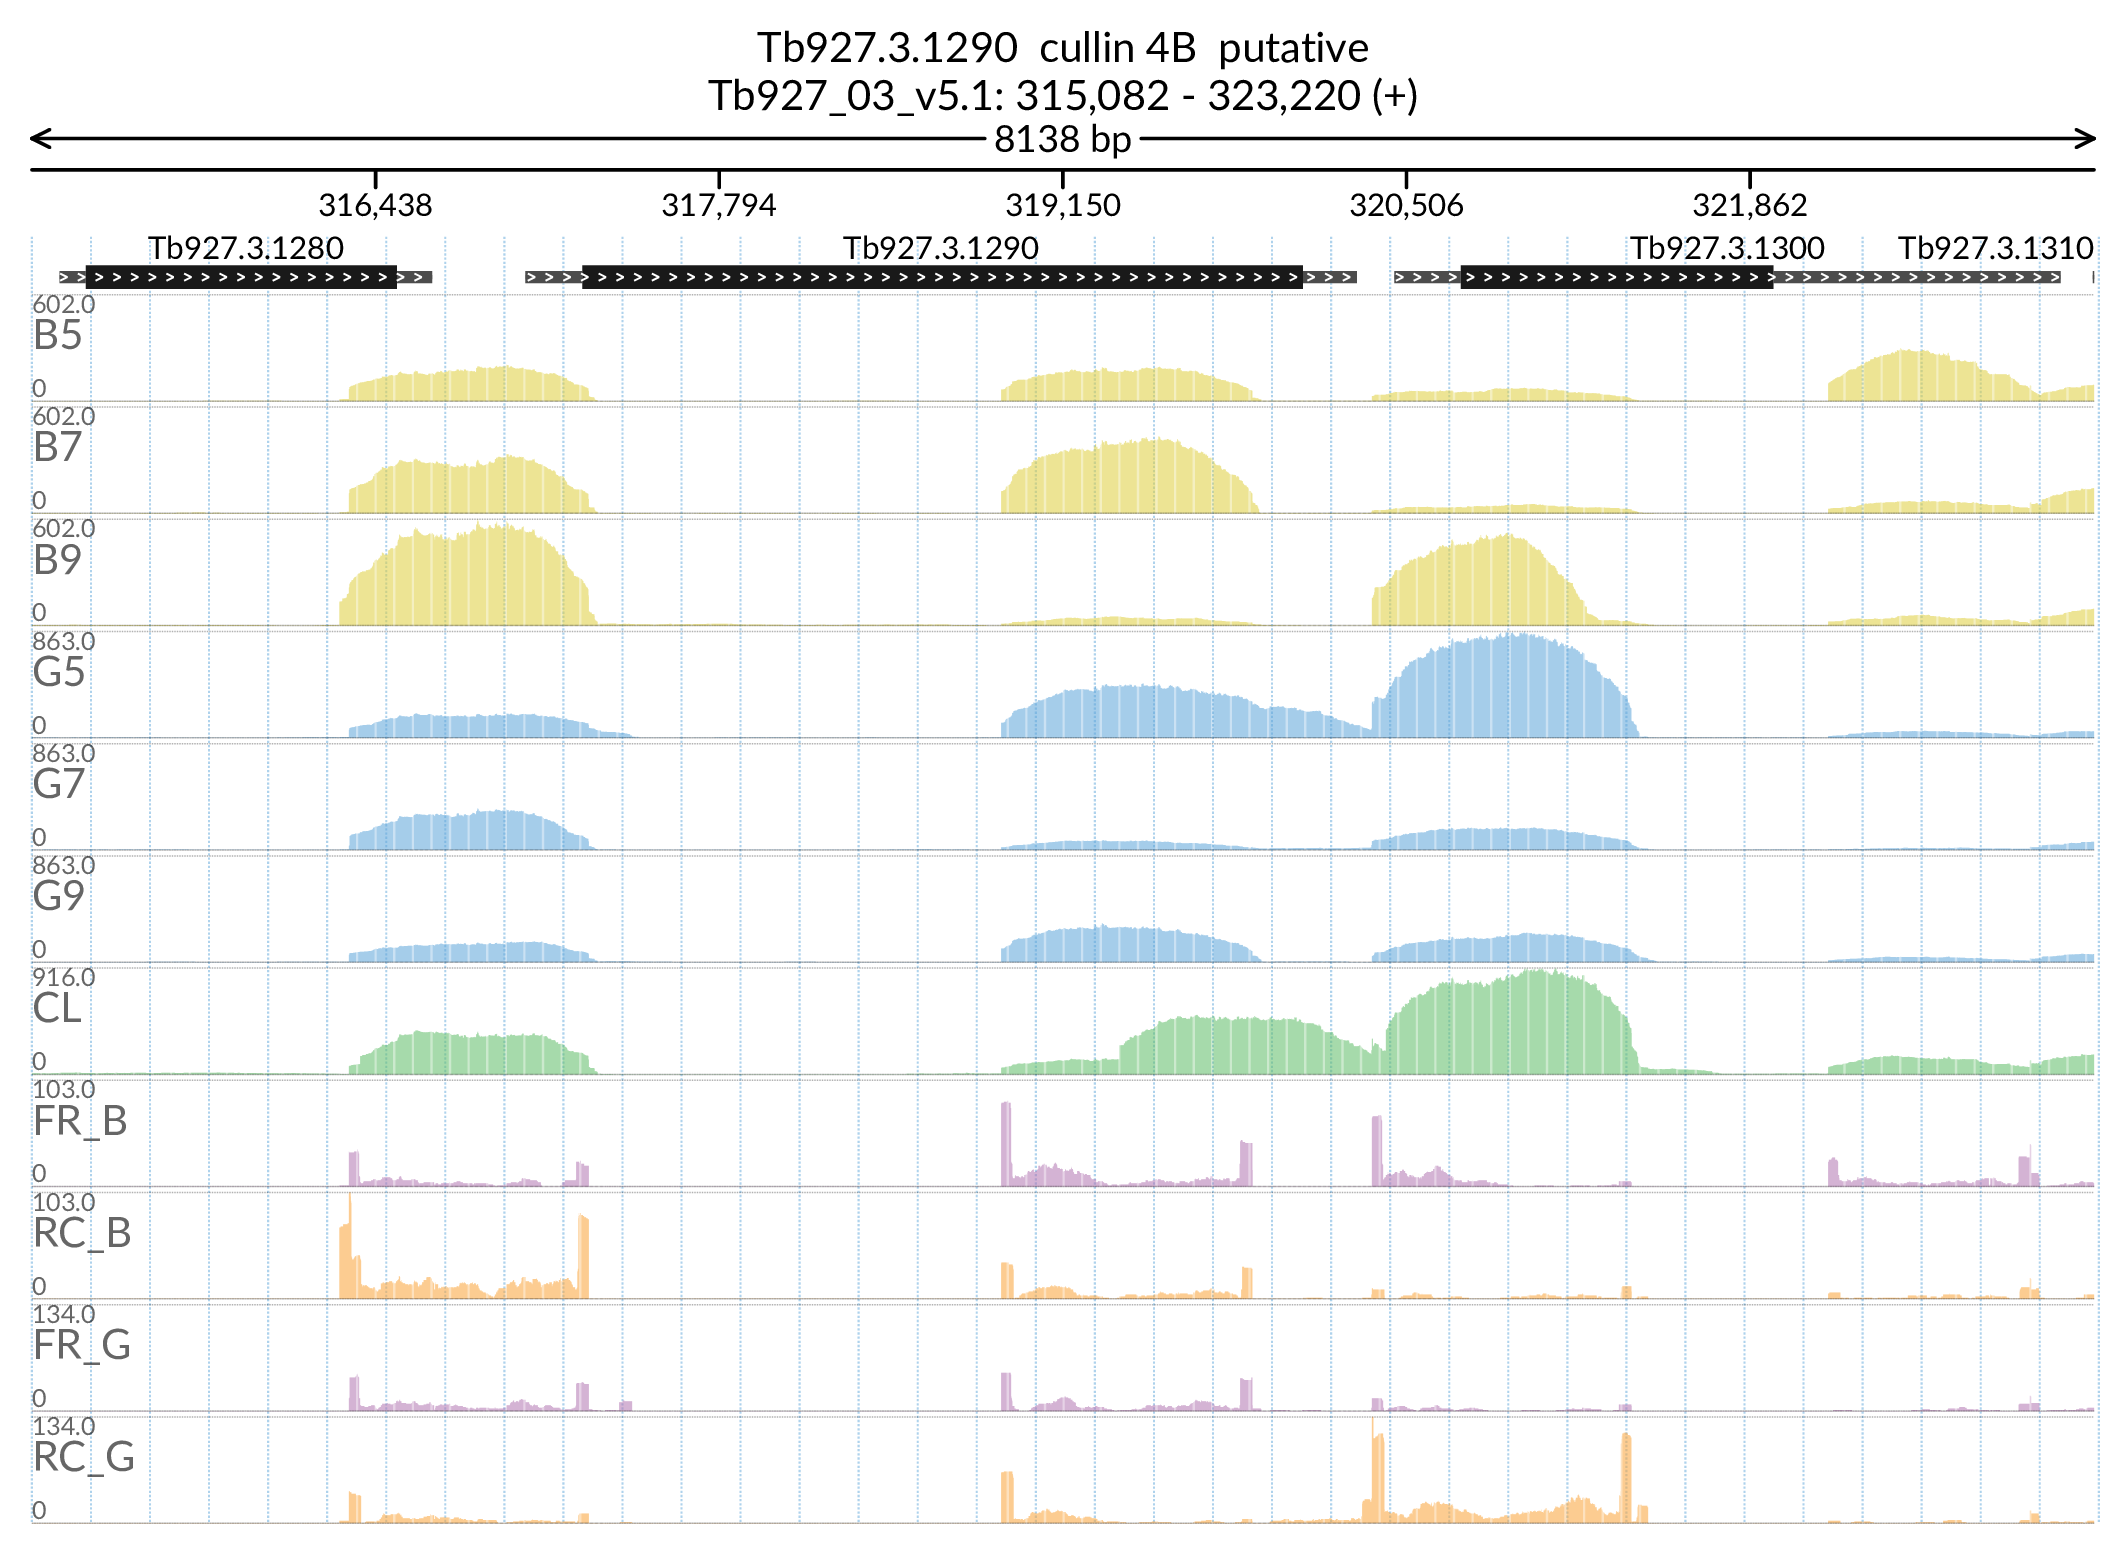 Tb927.3.1290 cullin 4B putative
Tb927_03_v5.1: 315,082 - 323,220 (+)
8138 bp
316,438 317,794 319,150 320,506 321,862
Tb927.3.1280 Tb927.3.1290 Tb927.3.1300 Tb927.3.1310
602.0
B5
0
602.0
B7
0
602.0
B9
0
863.0
G5
0
863.0
G7
0
863.0
G9
0
916.0
CL
0
103.0
FR_B
0
103.0
RC_B
0
134.0
FR_G
0
134.0
RC_G
0